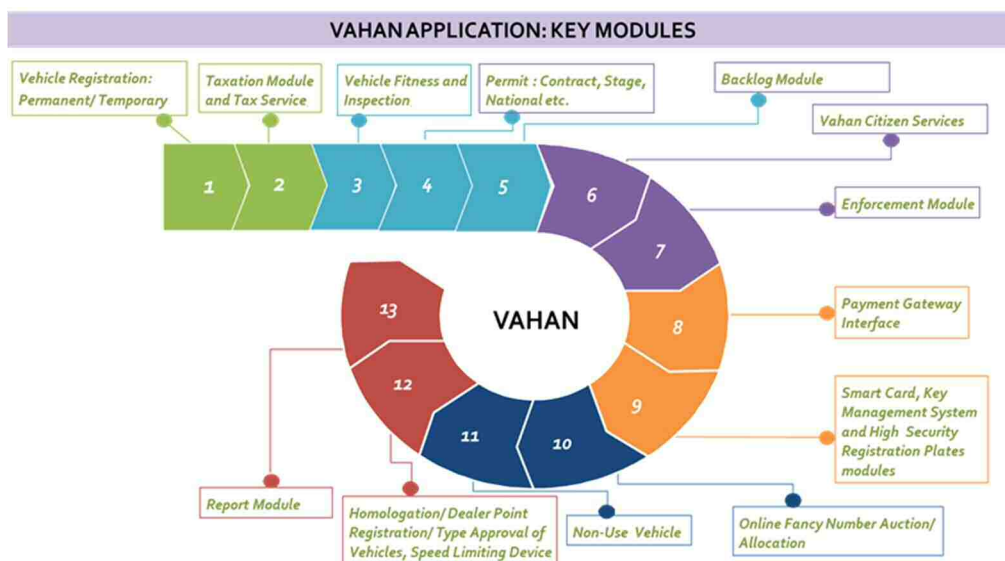 VAHAN APPLICATION: KEY MODULES
Vehicle Registration:
Permanent/ Temporary
Taxation Module
and Tax Service
Vehicle Fitness and
Inspection
Permit : Contract, Stage,
National etc.
Backlog Module
Vahan Citizen Services
Enforcement Module
Payment Gateway
Interface
Smart Card, Key
Management System
and High Security
Registration Plates
modules
Online Fancy Number Auction/
Allocation
Non-Use Vehicle
Homologation/ Dealer Point
Registration/ Type Approval of
Vehicles, Speed Limiting Device
Report Module
1
2
3
4
5
6
7
8
9
10
11
12
13
VAHAN